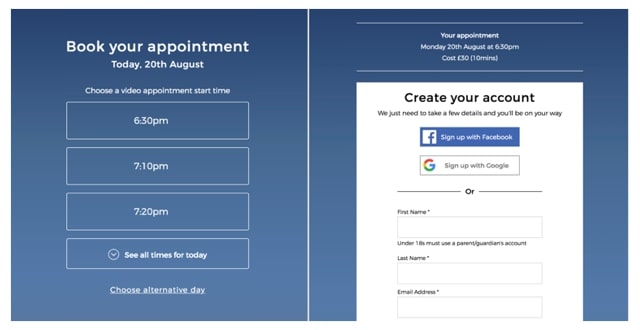 Book your appointment
Today, 20th August
Choose a video appointment start time
6:30pm
7:10pm
7:20pm
See all times for today
Choose alternative day
Your appointment
Monday 20th August at 6:30pm
Cost £30 (10mins)
Create your account
We just need to take a few details and you'll be on your way
Sign up with Facebook
Sign up with Google
Or
First Name *
Under 18s must use a parent/guardian's account
Last Name *
Email Address *